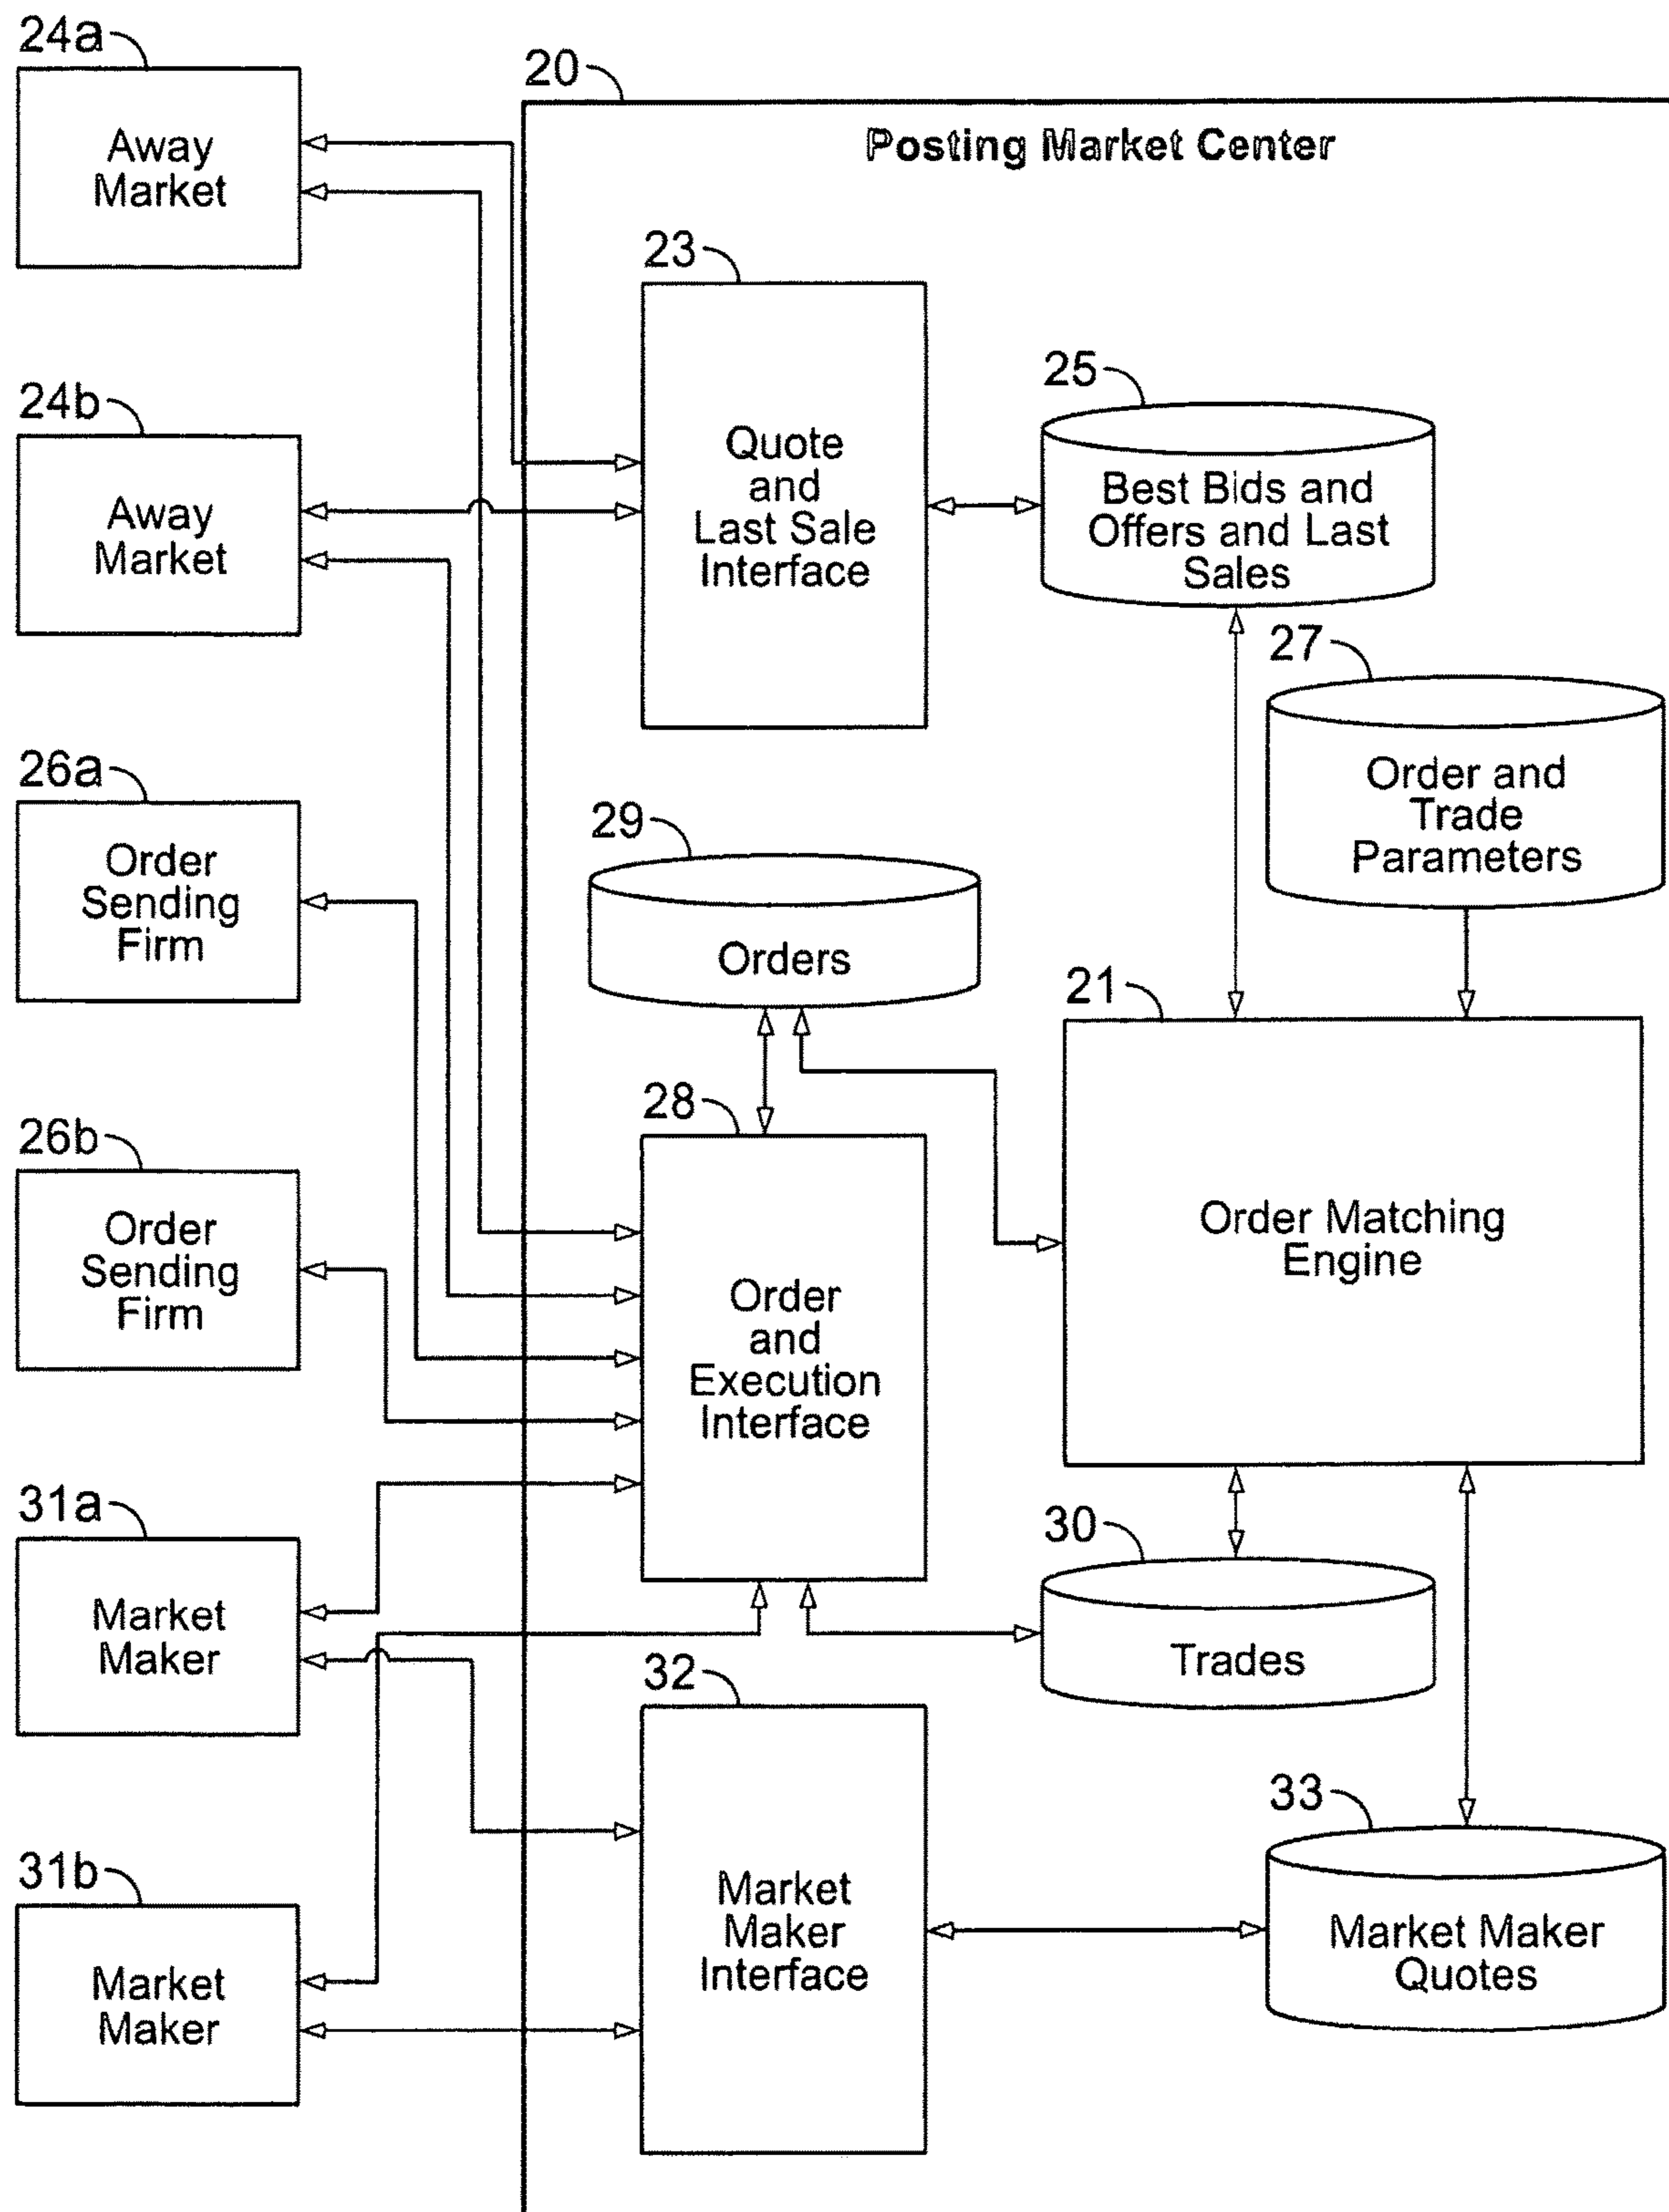 24a
Away
Market
20
Posting Market Center
23
Quote
and
Last Sale
Interface
25
Best Bids and
Offers and Last
Sales
24b
Away
Market
27
Order and
Trade
Parameters
26a
Order
Sending
Firm
29
Orders
21
Order Matching
Engine
26b
Order
Sending
Firm
28
Order
and
Execution
Interface
31a
Market
Maker
30
Trades
32
Market
Maker
Interface
33
Market Maker
Quotes
31b
Market
Maker